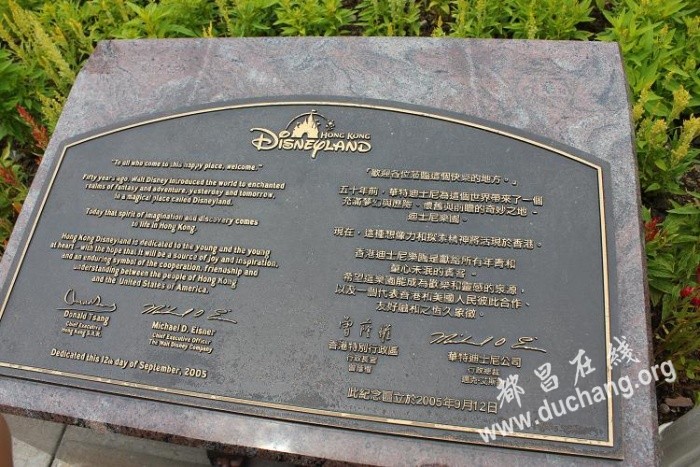 HONG KONG
Disneyland
"To all who come to this happy place, welcome."
Fifty years ago, Walt Disney introduced the world to enchanted
realms of fantasy and adventure, yesterday and tomorrow,
in a magical place called Disneyland.
Today that spirit of imagination and discovery comes
to life in Hong Kong.
Hong Kong Disneyland is dedicated to the young and the young
at heart - with the hope that it will be a source of joy and inspiration,
and an enduring symbol of the cooperation, friendship and
understanding between the people of Hong Kong
and the United States of America.
Donald Tsang
Chief Executive
Hong Kong S.A.R.
Michael D. Eisner
Chief Executive Officer
The Walt Disney Company
Dedicated this 12th day of September, 2005
「歡迎各位蒞臨這個快樂的地方。」
五十年前,華特迪士尼為這個世界帶來了一個
充滿夢幻與歷險、懷舊與前瞻的奇妙之地 -
迪士尼樂園。
現在,這種想像力和探索精神將活現於香港。
香港迪士尼樂園是獻給所有年青和
童心未泯的賓客。
希望這樂園能成為歡樂和靈感的泉源,
以及一個代表香港和美國人民彼此合作、
友好融和之恒久象徵。
香港特別行政區
行政長官
曾蔭權
華特迪士尼公司
行政總裁
此紀念匾立於2005年9月12日
都昌在线
www.duchang.org